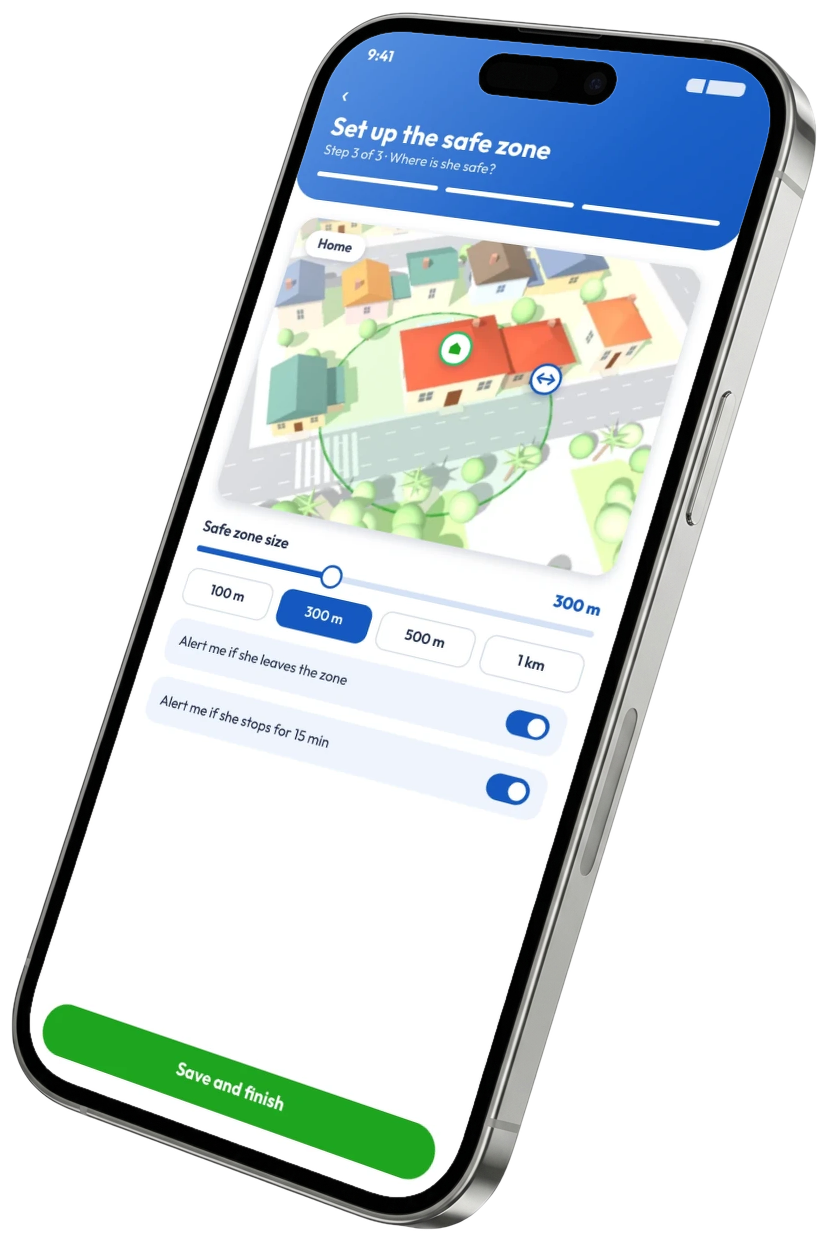 9:41
Set up the safe zone
Step 3 of 3 · Where is she safe?
Home
Safe zone size
300 m
100 m
300 m
500 m
1 km
Alert me if she leaves the zone
Alert me if she stops for 15 min
Save and finish